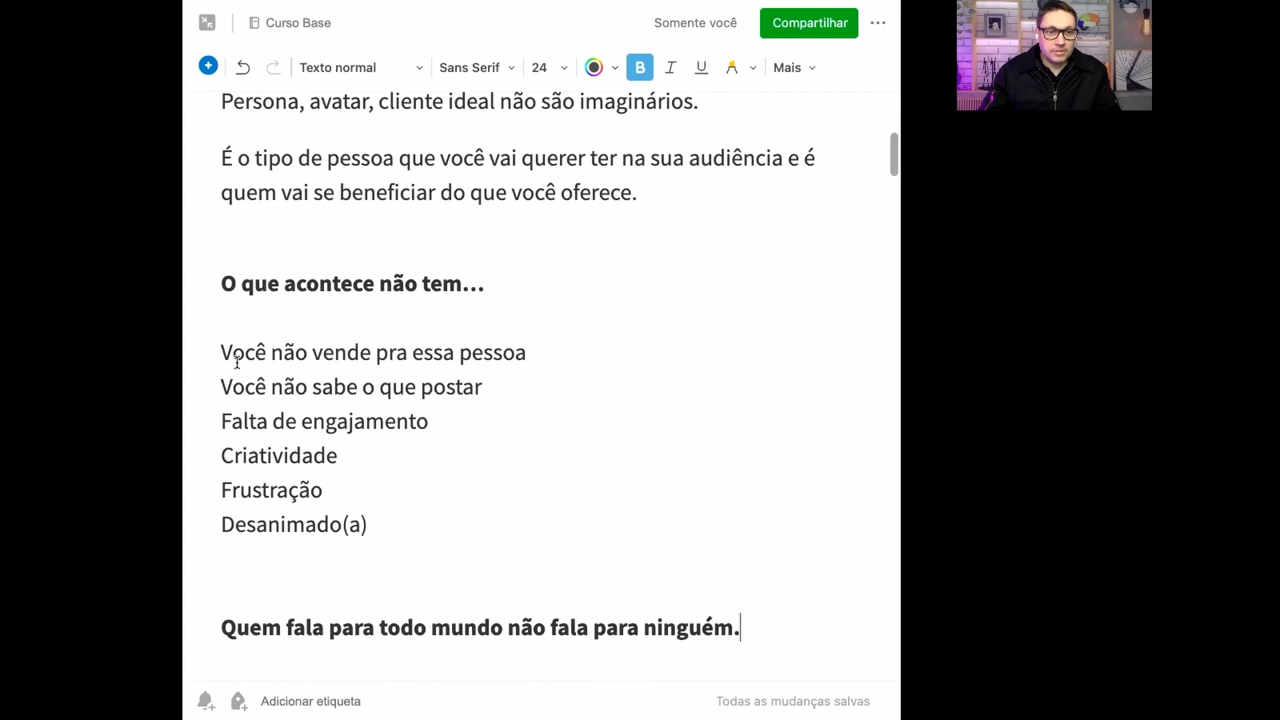 Curso Base
Somente você
Compartilhar
Texto normal
Sans Serif
24
B
I
U
Mais
Persona, avatar, cliente ideal não são imaginários.
É o tipo de pessoa que você vai querer ter na sua audiência e é
quem vai se beneficiar do que você oferece.
O que acontece não tem...
Você não vende pra essa pessoa
Você não sabe o que postar
Falta de engajamento
Criatividade
Frustração
Desanimado(a)
Quem fala para todo mundo não fala para ninguém.
Adicionar etiqueta
Todas as mudanças salvas